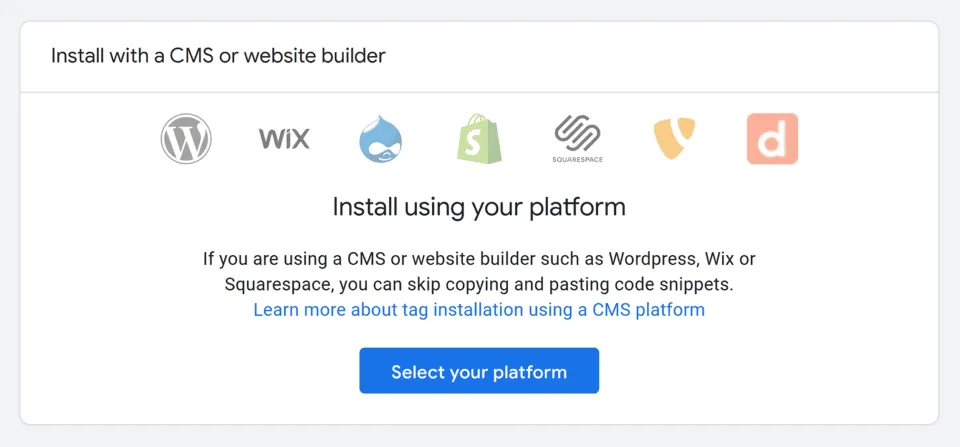 Install with a CMS or website builder
WiX
SQUARESPACE
Install using your platform
If you are using a CMS or website builder such as Wordpress, Wix or
Squarespace, you can skip copying and pasting code snippets.
Learn more about tag installation using a CMS platform
Select your platform